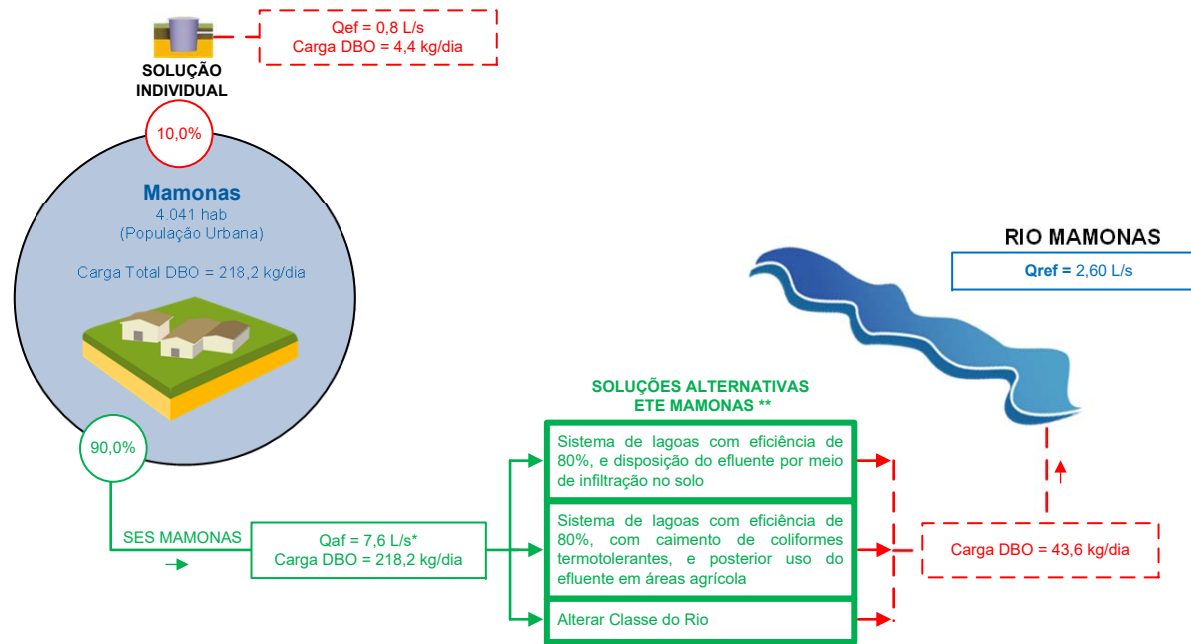 Qef = 0,8 L/s
Carga DBO = 4,4 kg/dia
SOLUÇÃO
INDIVIDUAL
10,0%
Mamonas
4.041 hab
(População Urbana)
Carga Total DBO = 218,2 kg/dia
90,0%
SES MAMONAS
Qaf = 7,6 L/s*
Carga DBO = 218,2 kg/dia
SOLUÇÕES ALTERNATIVAS
ETE MAMONAS **
Sistema de lagoas com eficiência de
80%, e disposição do efluente por meio
de infiltração no solo
Sistema de lagoas com eficiência de
80%, com caimento de coliformes
termotolerantes, e posterior uso do
efluente em áreas agrícola
Alterar Classe do Rio
RIO MAMONAS
Qref = 2,60 L/s
Carga DBO = 43,6 kg/dia